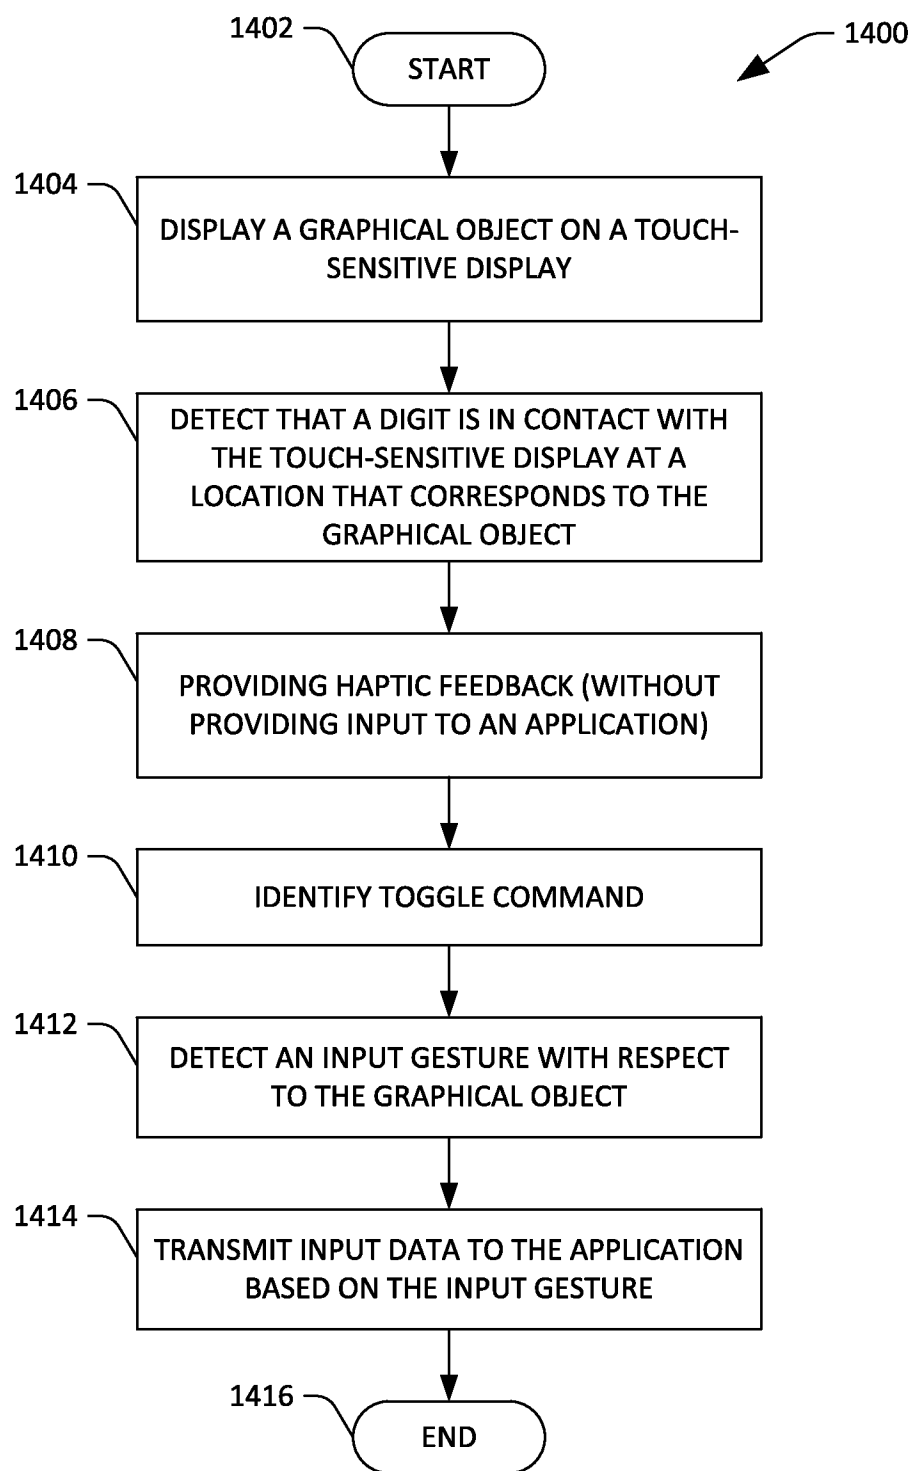 1402
START
1400
1404
DISPLAY A GRAPHICAL OBJECT ON A TOUCH-
SENSITIVE DISPLAY
1406
DETECT THAT A DIGIT IS IN CONTACT WITH
THE TOUCH-SENSITIVE DISPLAY AT A
LOCATION THAT CORRESPONDS TO THE
GRAPHICAL OBJECT
1408
PROVIDING HAPTIC FEEDBACK (WITHOUT
PROVIDING INPUT TO AN APPLICATION)
1410
IDENTIFY TOGGLE COMMAND
1412
DETECT AN INPUT GESTURE WITH RESPECT
TO THE GRAPHICAL OBJECT
1414
TRANSMIT INPUT DATA TO THE APPLICATION
BASED ON THE INPUT GESTURE
1416
END